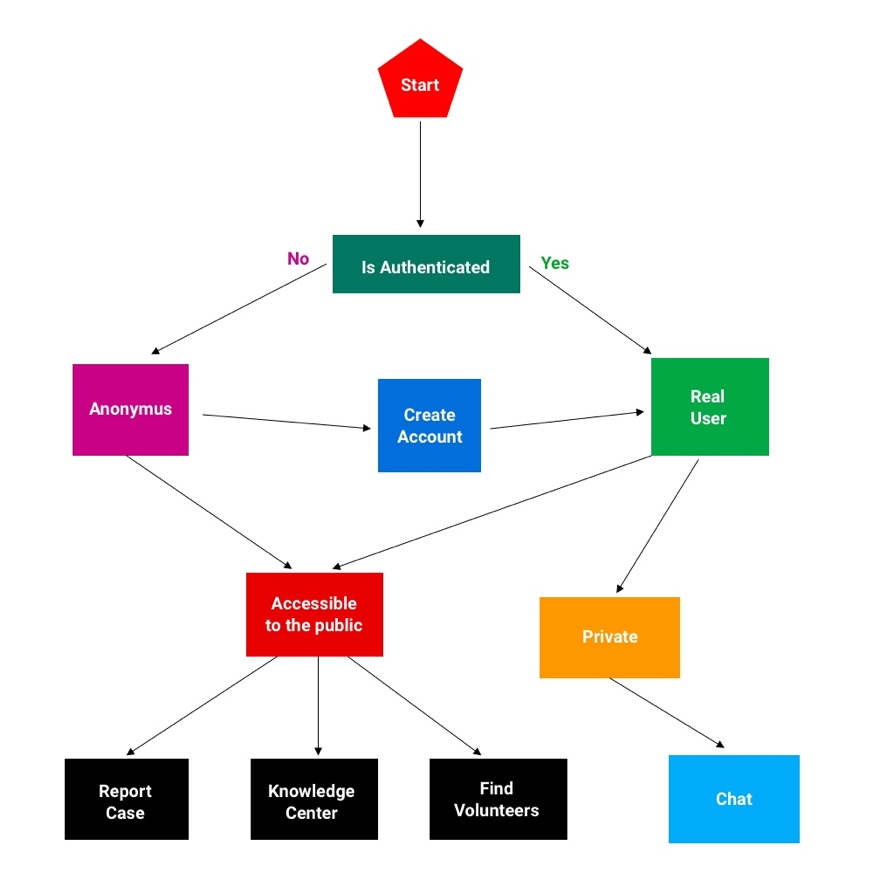 Start
No
Is Authenticated
Yes
Anonymus
Create
Account
Real
User
Accessible
to the public
Private
Report
Case
Knowledge
Center
Find
Volunteers
Chat